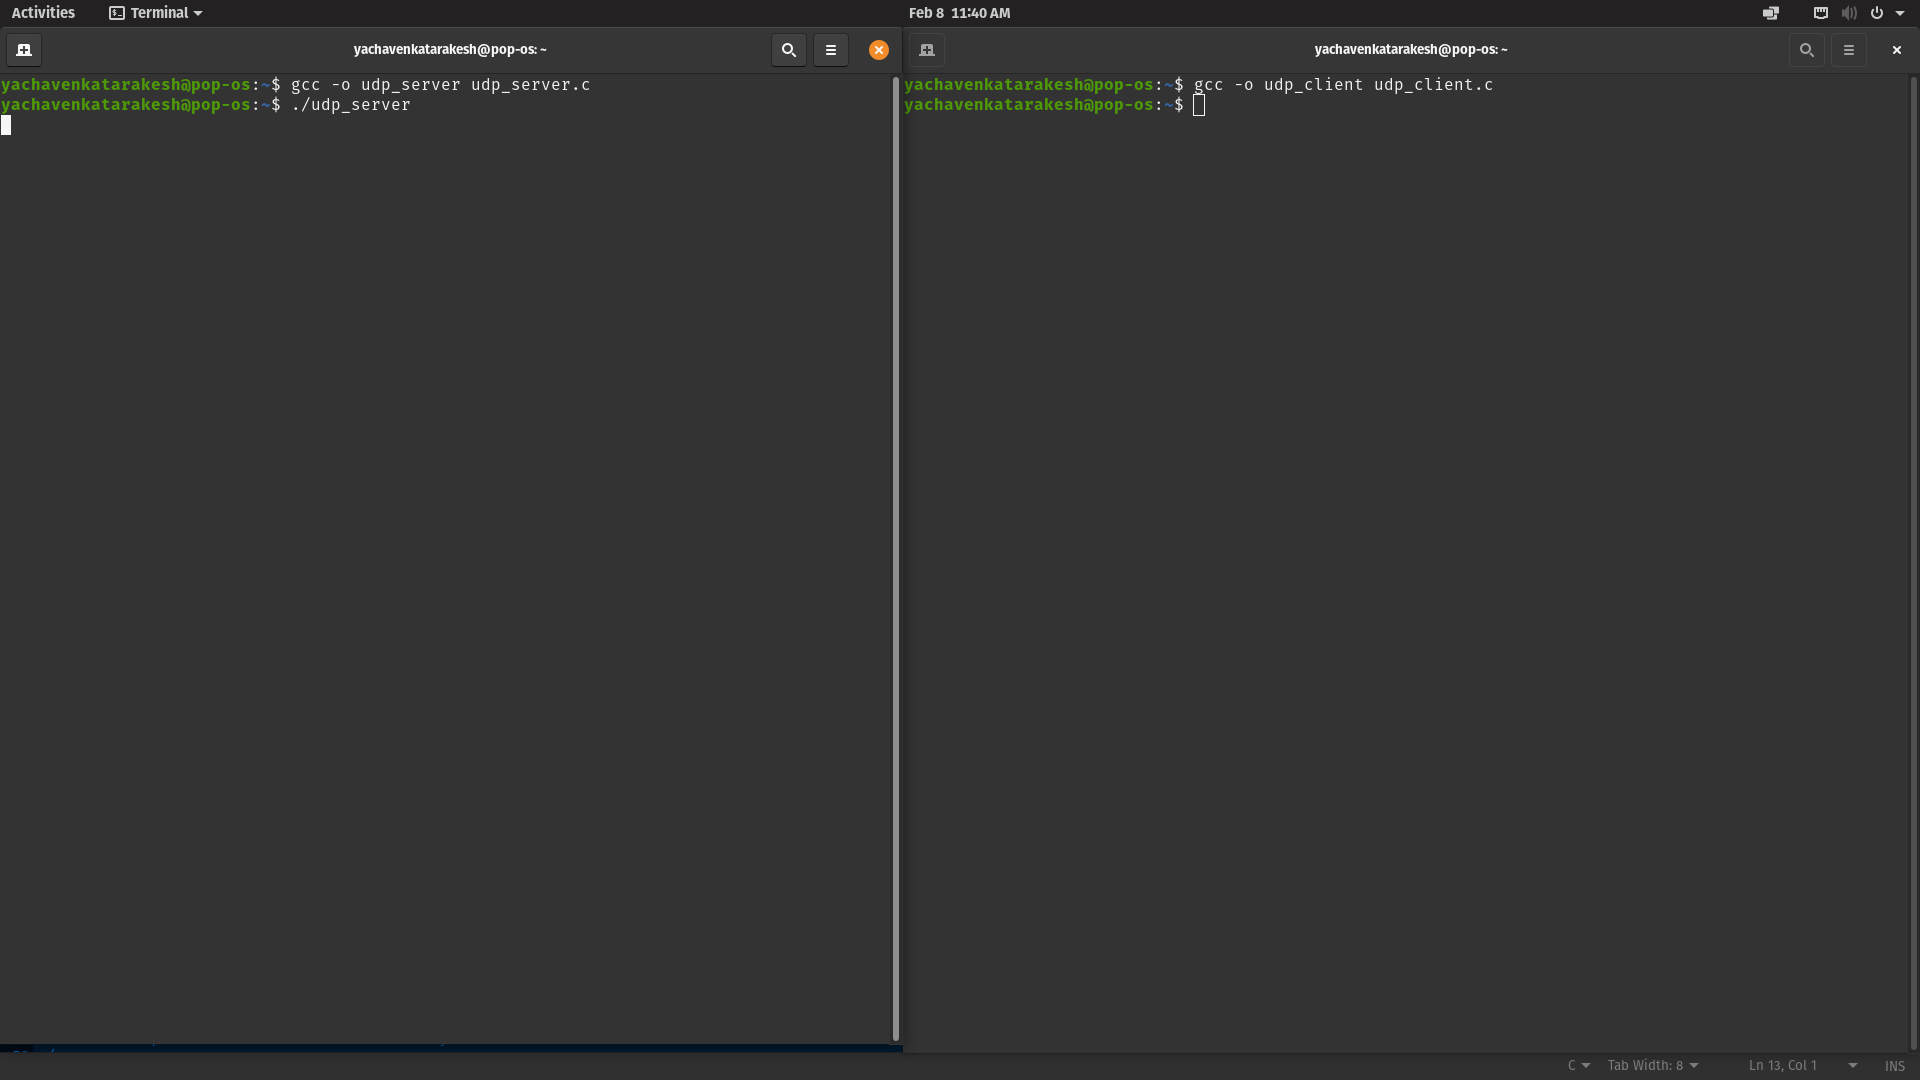 Activities Terminal Feb 8 11:40 AM
yachavenkatarakesh@pop-os: ~
yachavenkatarakesh@pop-os:~$ gcc -o udp_server udp_server.c
yachavenkatarakesh@pop-os:~$ ./udp_server
yachavenkatarakesh@pop-os: ~
yachavenkatarakesh@pop-os:~$ gcc -o udp_client udp_client.c
yachavenkatarakesh@pop-os:~$
C Tab Width: 8 Ln 13, Col 1 INS